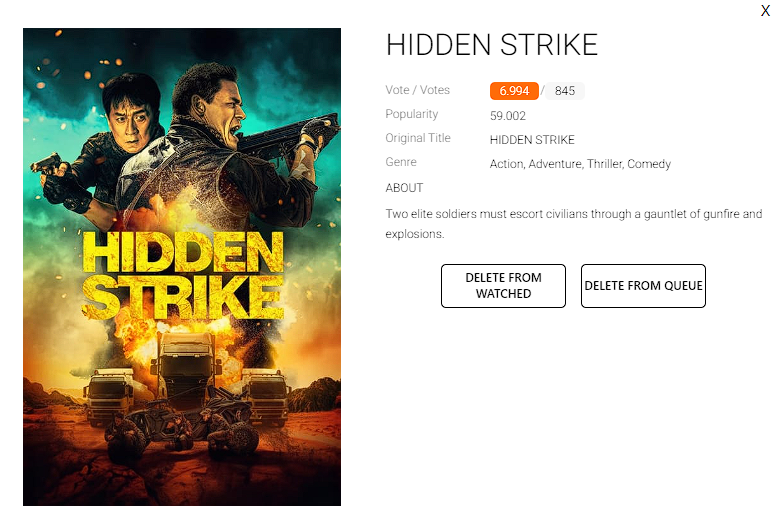 X
HIDDEN STRIKE
Vote / Votes 6.994 / 845
Popularity 59.002
Original Title HIDDEN STRIKE
Genre Action, Adventure, Thriller, Comedy
ABOUT
Two elite soldiers must escort civilians through a gauntlet of gunfire and
explosions.
DELETE FROM
WATCHED
DELETE FROM QUEUE
HIDDEN
STRIKE